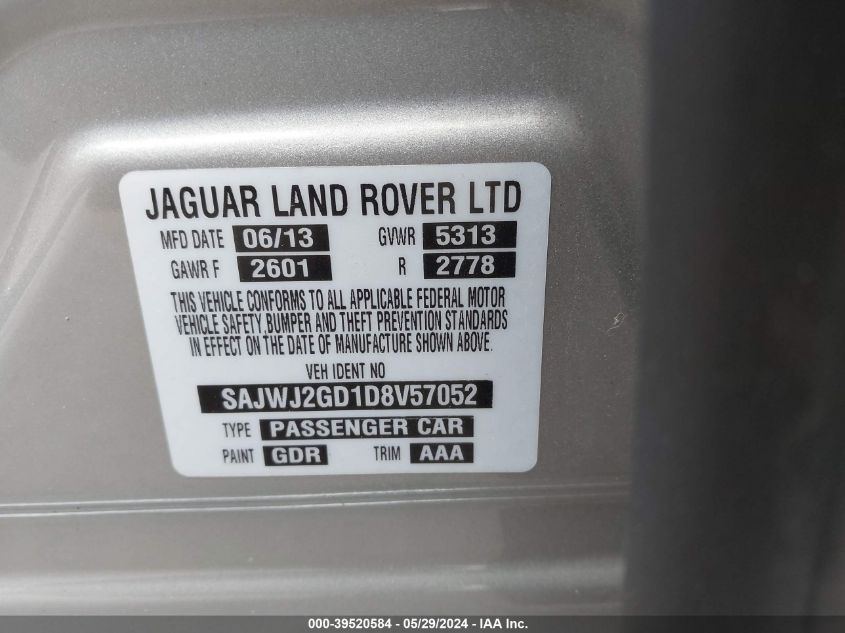 JAGUAR LAND ROVER LTD
MFD DATE 06/13 GVWR 5313
GAWR F 2601 R 2778
THIS VEHICLE CONFORMS TO ALL APPLICABLE FEDERAL MOTOR
VEHICLE SAFETY,BUMPER AND THEFT PREVENTION STANDARDS
IN EFFECT ON THE DATE OF MANUFACTURE SHOWN ABOVE.
VEH IDENT NO
SAJWJ2GD1D8V57052
TYPE PASSENGER CAR
PAINT GDR TRIM AAA
000-39520584 - 05/29/2024 - IAA Inc.